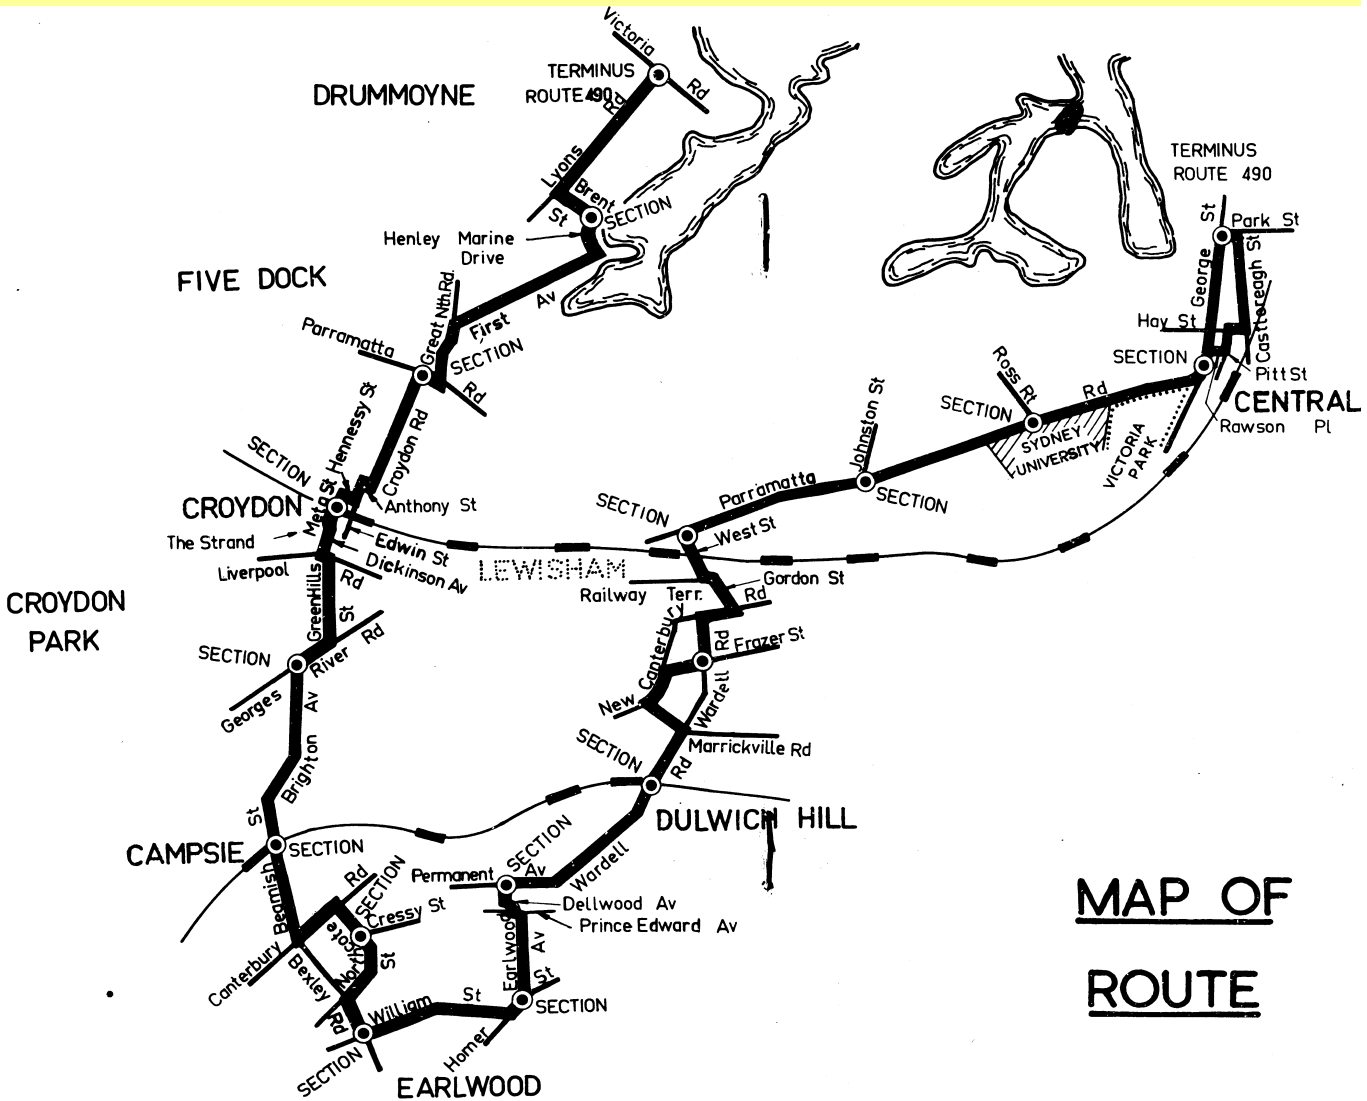 Victoria
Rd
TERMINUS
ROUTE 490
DRUMMOYNE
Rd
Lyons
Brent
St
SECTION
Henley Marine
Drive
FIVE DOCK
Great Nth. Rd.
First
Av
Parramatta
Rd
SECTION
Hennessy St
Croydon Rd
SECTION
CROYDON
Meta St
Anthony St
The Strand
Edwin St
Dickinson Av
Liverpool
Rd
LEWISHAM
CROYDON
PARK
GreenHills
St
SECTION
River Rd
Georges
Av
Brighton
St
CAMPSIE
SECTION
Beamish
Rd
SECTION
Cressy St
Canterbury
Northcote
St
Bexley
Rd
William St
SECTION
EARLWOOD
Homer
St
SECTION
Earlwood
Av
Prince Edward Av
Dellwood Av
Permanent
Av
SECTION
Wardell
DULWICH HILL
SECTION
Rd
Marrickville Rd
Wardell
New
Canterbury
Rd
Frazer St
Rd
Railway Terr.
Gordon St
West St
SECTION
Parramatta
Johnston St
SECTION
SECTION
Ross Rt
Rd
SYDNEY
UNIVERSITY
VICTORIA
PARK
SECTION
Rawson Pl
CENTRAL
Pitt St
Hay St
George
St
Castlereagh St
Park St
TERMINUS
ROUTE 490
MAP OF
ROUTE